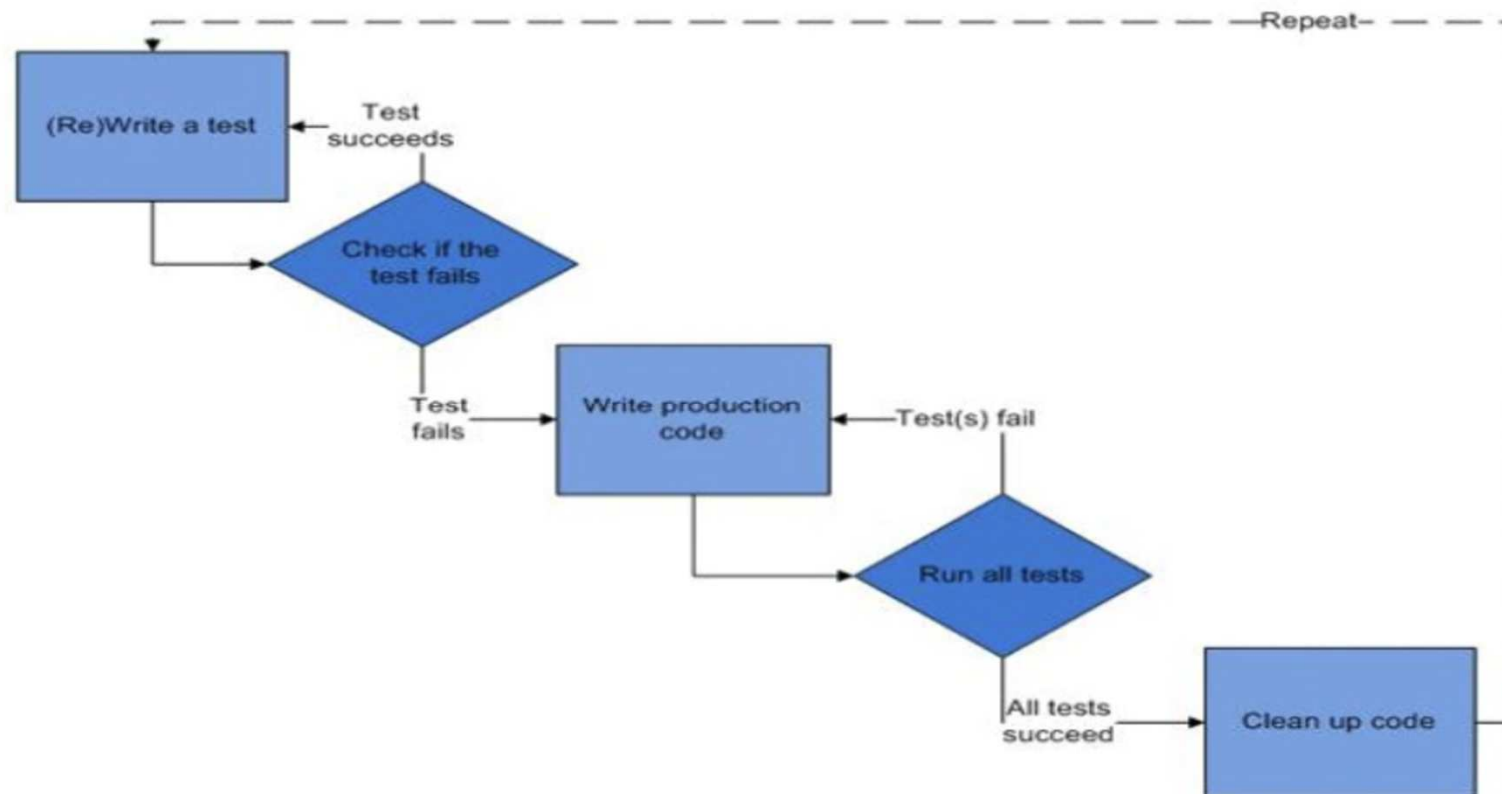 Repeat
(Re)Write a test
Test
succeeds
Check if the
test fails
Test
fails
Write production
code
Test(s) fail
Run all tests
All tests
succeed
Clean up code